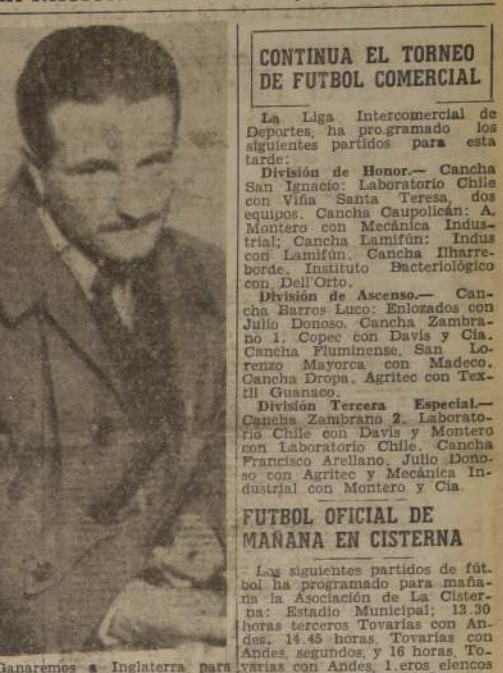 CONTINUA EL TORNEO
DE FUTBOL COMERCIAL
La Liga Intercomercial de
Deportes, ha pro.gramado los
siguientes partidos para esta
tarde:
División de Honor.— Cancha
San Ignacio: Laboratorio Chile
con Viña Santa Teresa, dos
equipos. Cancha Caupolicán: A.
Montero con Mecánica Indus-
trial; Cancha Lamifún: Indus
con Lamifún. Cancha Ilharre-
borde. Instituto Bacteriológico
con Dell'Orto.
División de Ascenso.— Can-
cha Barros Luco: Enlozados con
Julio Donoso. Cancha Zambra-
no 1. Copec con Davis y Cía.
Cancha Fluminense, San Lo-
renzo Mayorca con Madeco.
Cancha Dropa, Agritec con Tex-
til Guanaco.
División Tercera Especial.—
Cancha Zambrano 2. Laborato-
rio Chile con Davis y Montero
con Laboratorio Chile. Cancha
Francisco Arellano. Julio Dono-
so con Agritec y Mecánica In-
dustrial con Montero y Cía.
FUTBOL OFICIAL DE
MAÑANA EN CISTERNA
Los siguientes partidos de fút-
bol ha programado para maña-
na la Asociación de La Cister-
na: Estadio Municipal; 13.30
horas terceros Tovarías con An-
des. 14.45 horas, Tovarías con
Andes, segundos, y 16 horas, To-
varías con Andes, 1.eros elencos
Ganaremos a Inglaterra para